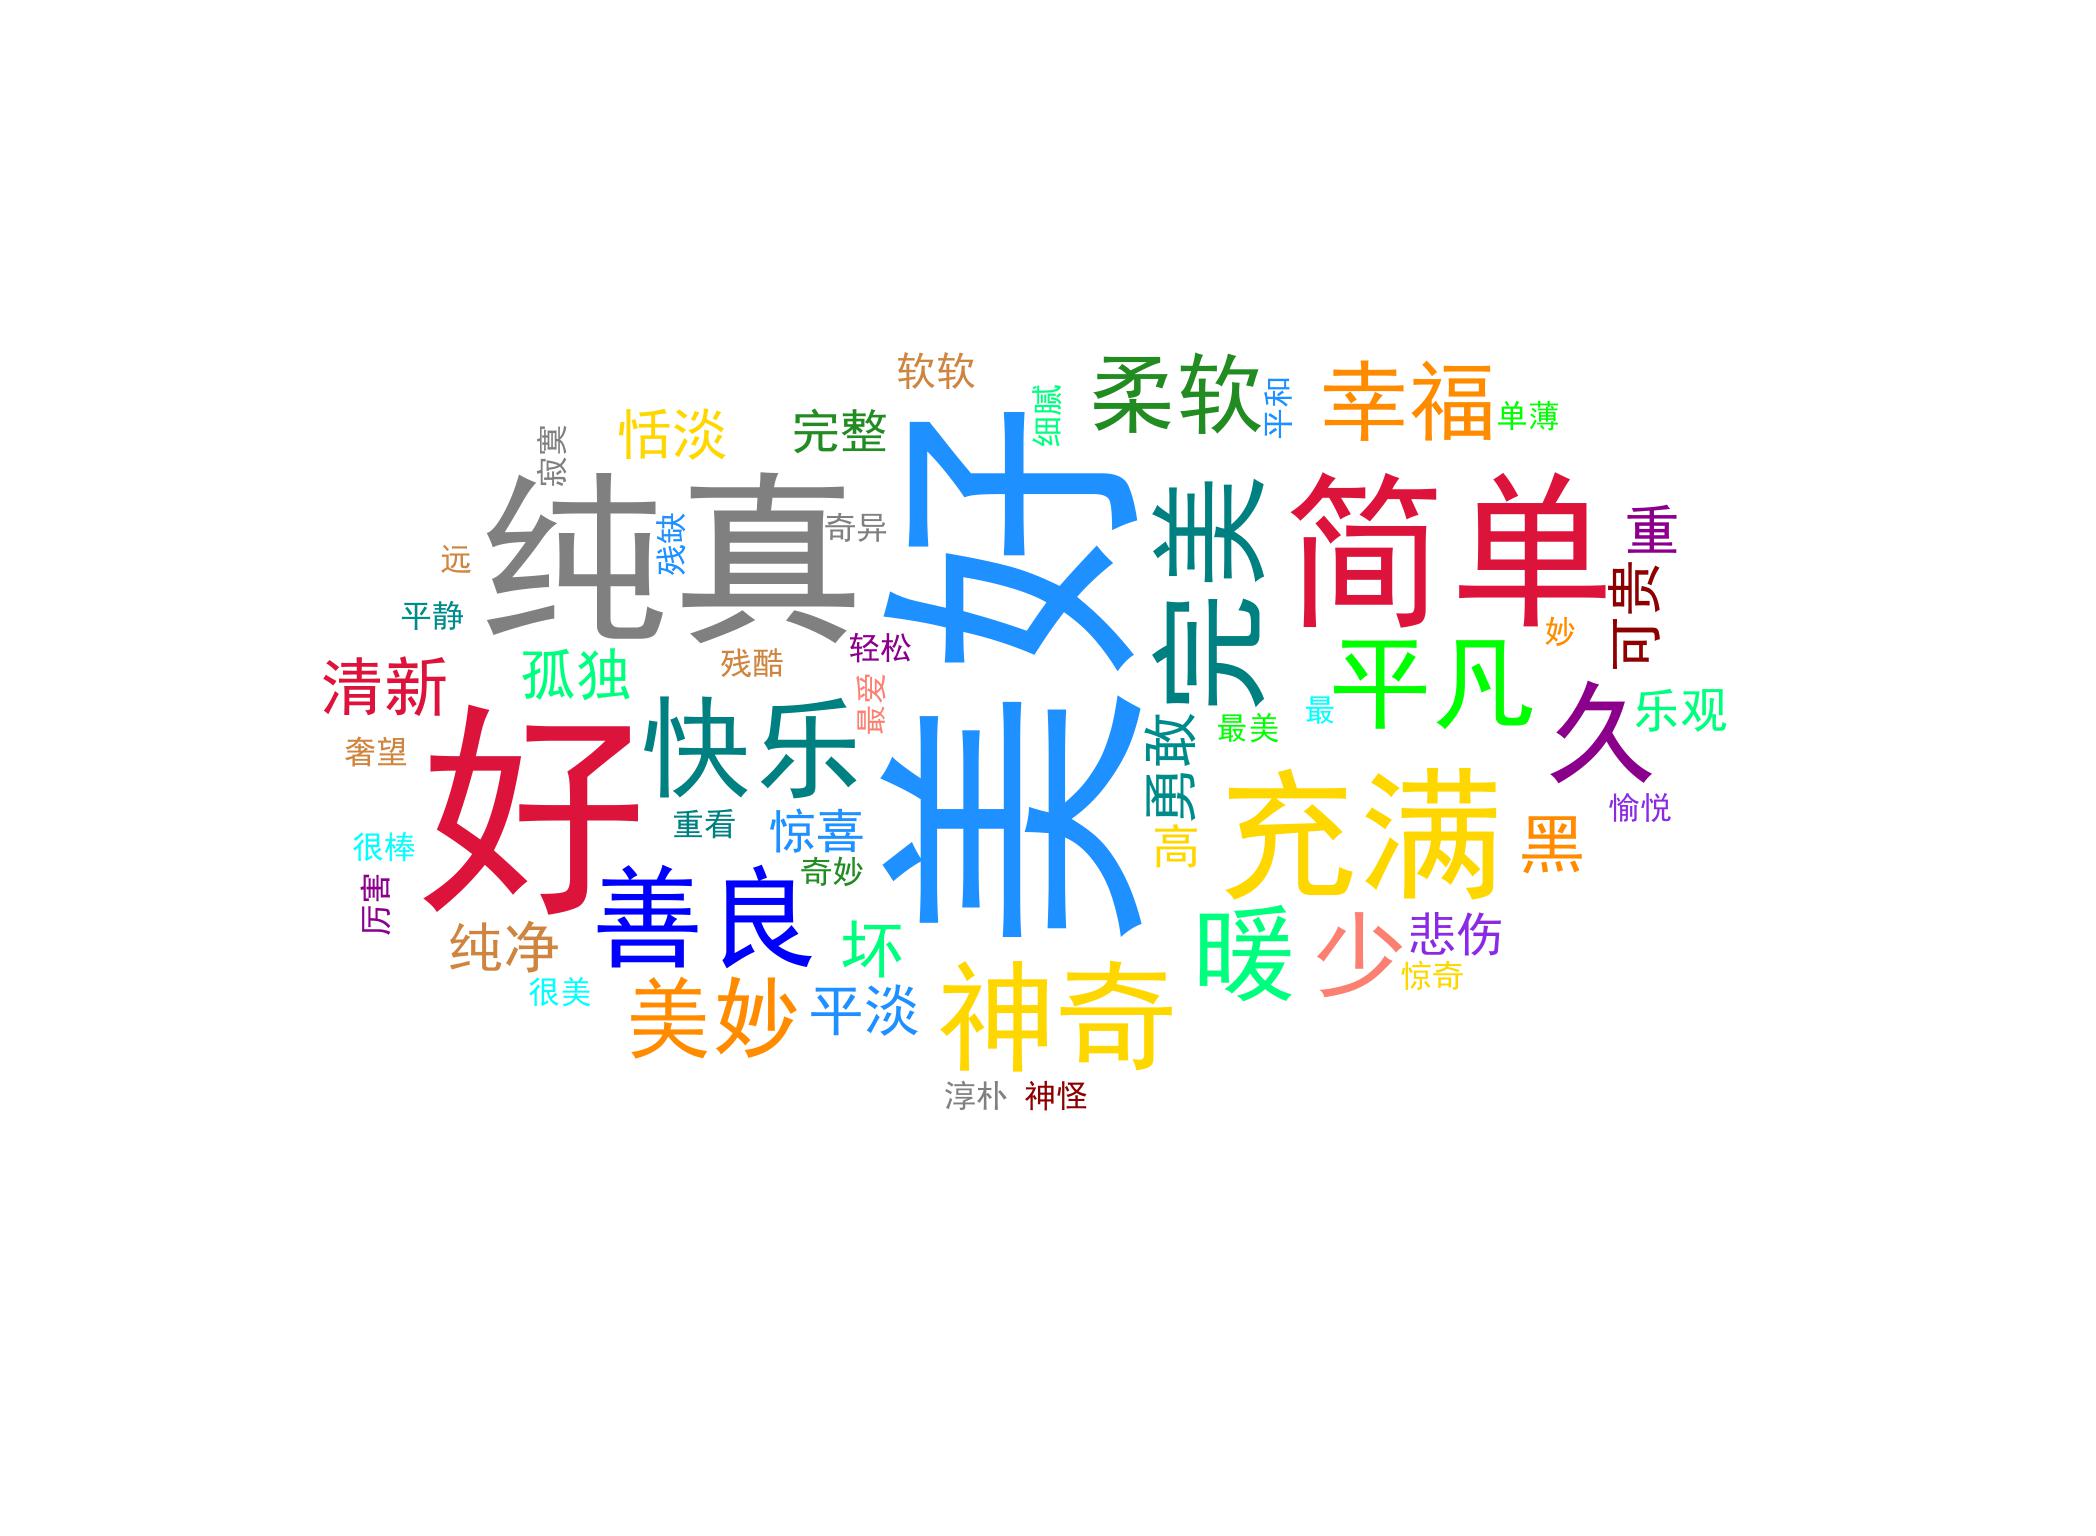 软软
柔软
平和
幸福
单薄
细腻
恬淡
完整
寂寞
纯真
残缺
奇异
美好
完美
简单
重
可贵
远
平静
妙
清新
孤独
残酷
轻松
最爱
平凡
最
最美
久
乐观
奢望
好
快乐
勇敢
愉悦
重看
惊喜
高
充满
黑
很棒
厉害
奇妙
善良
纯净
坏
暖
少
悲伤
惊奇
很美
美妙
平淡
神奇
淳朴
神怪